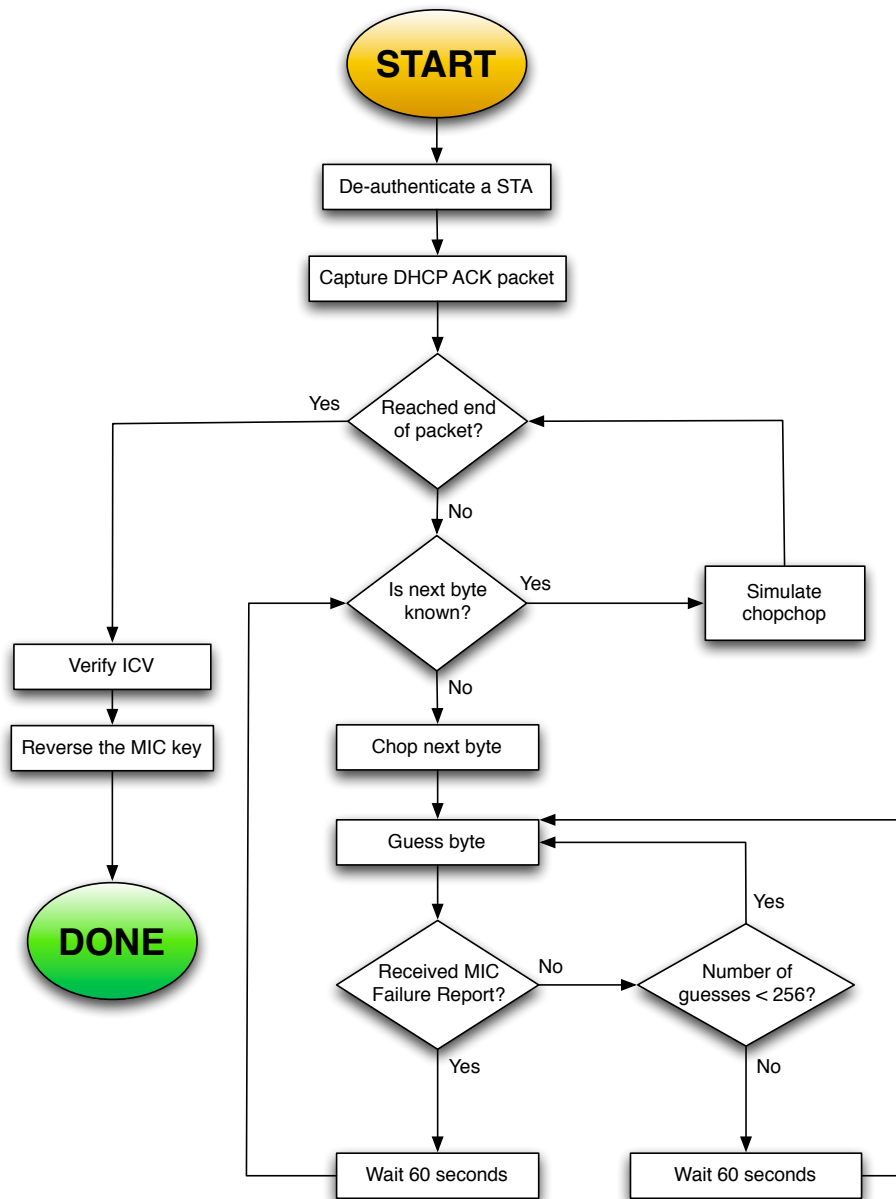 START
De-authenticate a STA
Capture DHCP ACK packet
Yes
Reached end
of packet?
No
Is next byte
known?
Yes
Simulate
chopchop
Verify ICV
No
Reverse the MIC key
Chop next byte
Guess byte
Yes
DONE
Received MIC
Failure Report?
No
Number of
guesses < 256?
Yes
No
Wait 60 seconds
Wait 60 seconds